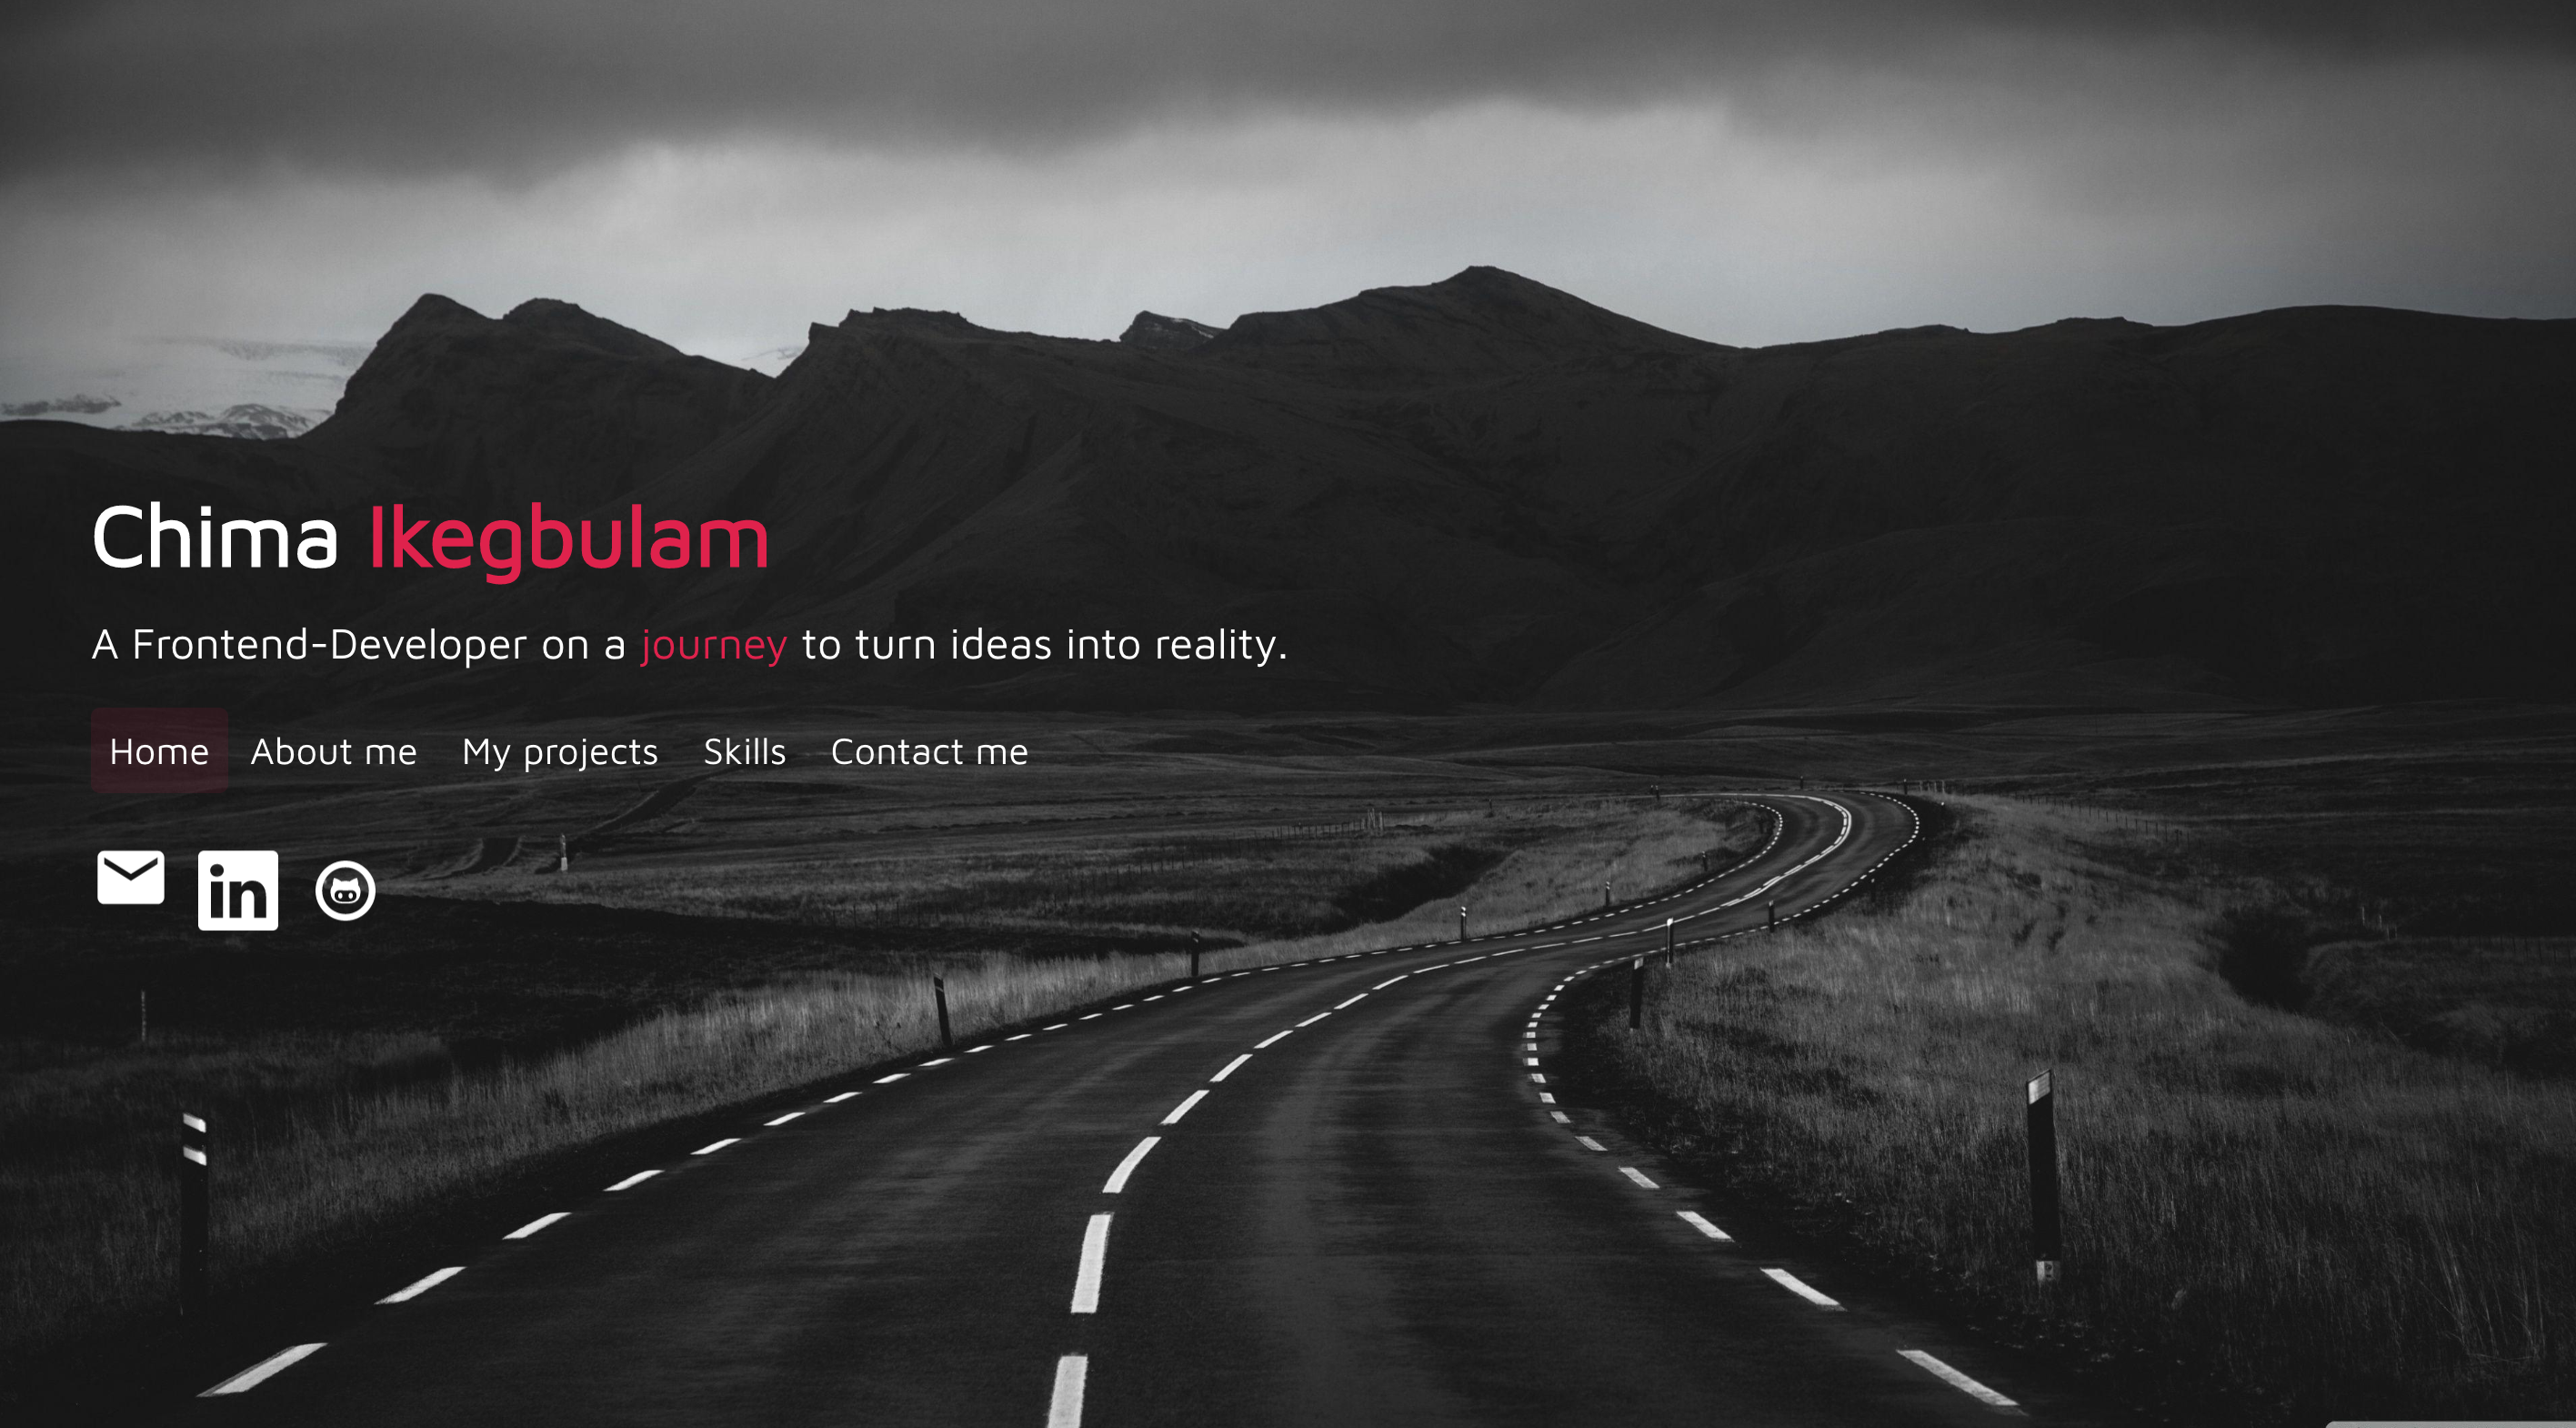 Chima Ikegbulam
A Frontend-Developer on a journey to turn ideas into reality.
Home About me My projects Skills Contact me
in